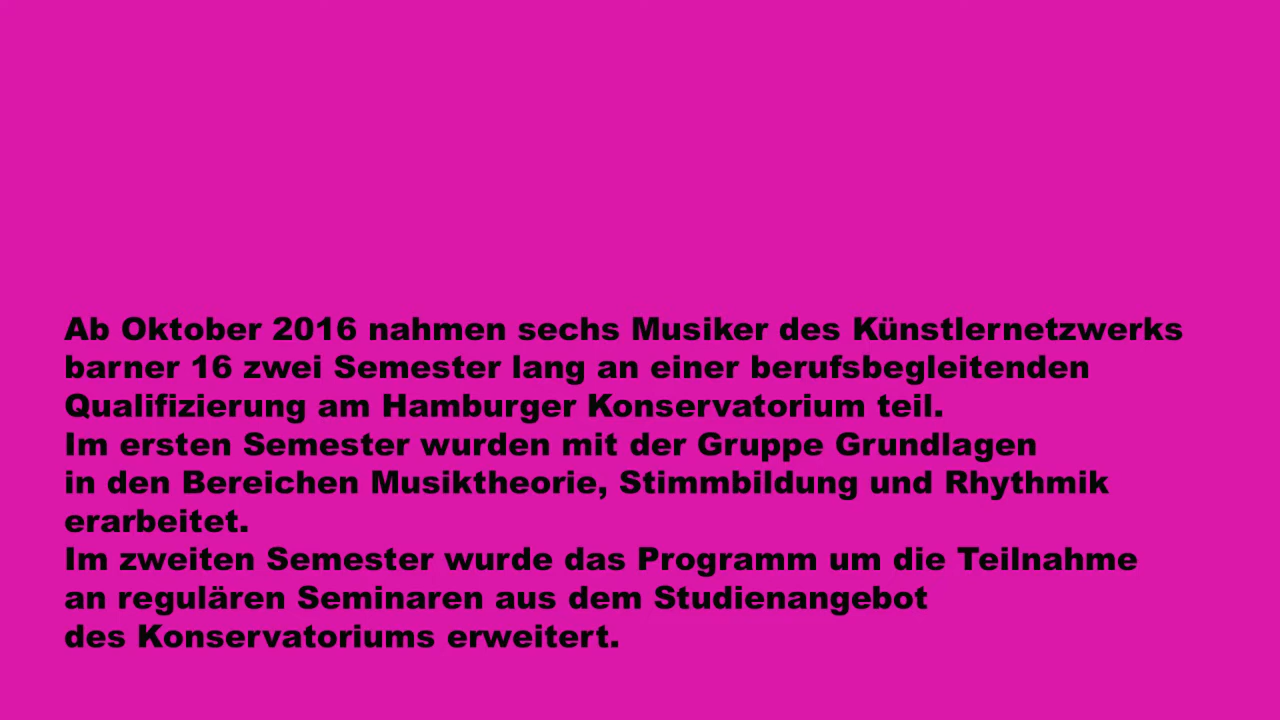 Ab Oktober 2016 nahmen sechs Musiker des Künstlernetzwerks
barner 16 zwei Semester lang an einer berufsbegleitenden
Qualifizierung am Hamburger Konservatorium teil.
Im ersten Semester wurden mit der Gruppe Grundlagen
in den Bereichen Musiktheorie, Stimmbildung und Rhythmik
erarbeitet.
Im zweiten Semester wurde das Programm um die Teilnahme
an regulären Seminaren aus dem Studienangebot
des Konservatoriums erweitert.